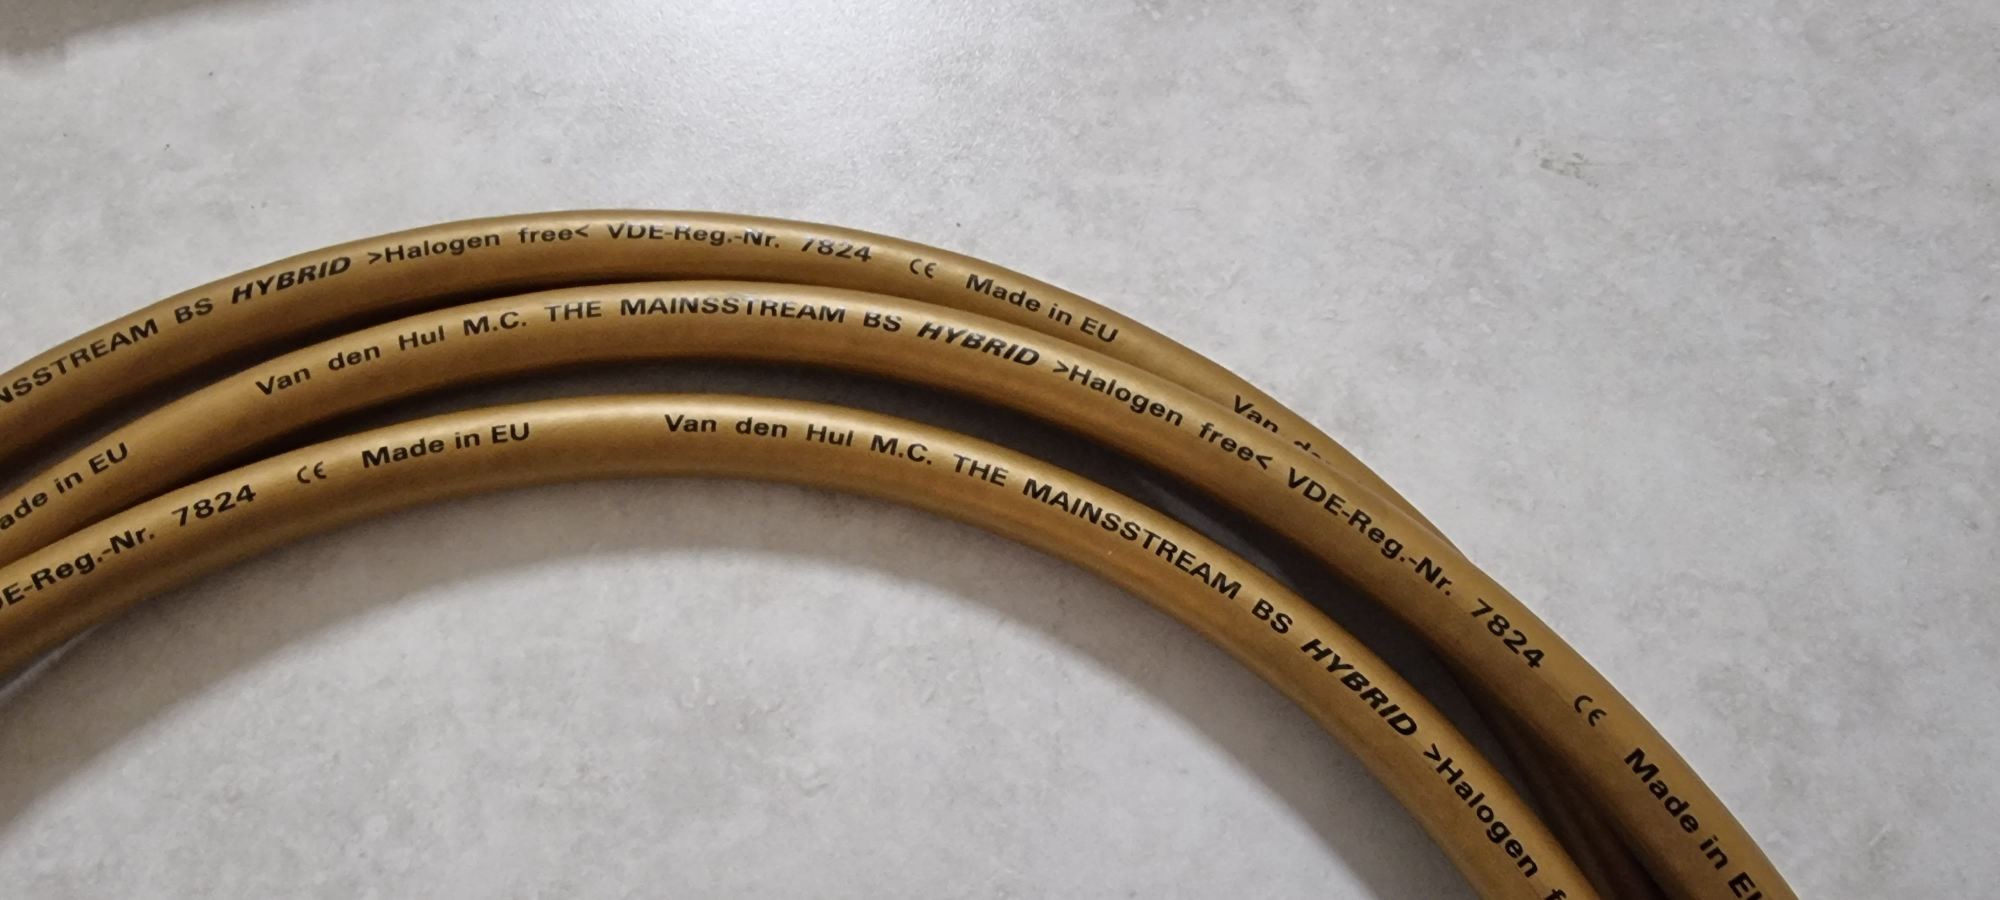 NSSTREAM BS HYBRID >Halogen free< VDE-Reg.-Nr. 7824 CE Made in EU Van
ade in EU Van den Hul M.C. THE MAINSSTREAM BS HYBRID >Halogen free< VDE-Reg.-Nr. 7824 CE Made in EU
DE-Reg.-Nr. 7824 CE Made in EU Van den Hul M.C. THE MAINSSTREAM BS HYBRID >Halogen f